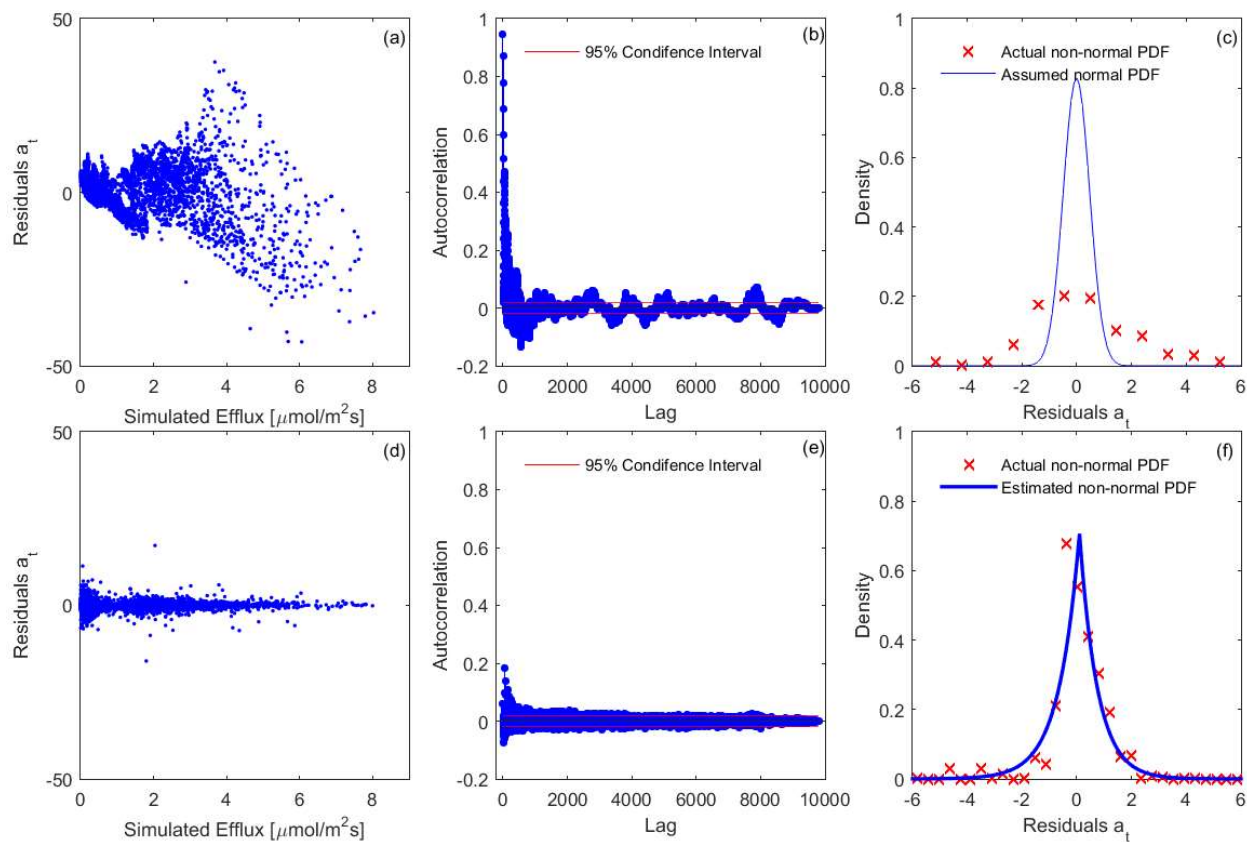 (a)
50
0
-50
Residuals a_t
0 2 4 6 8
Simulated Efflux [μmol/m²s]
(b)
95% Condifence Interval
1
0.8
0.6
0.4
0.2
0
-0.2
Autocorrelation
0 2000 4000 6000 8000 10000
Lag
(c)
Actual non-normal PDF
Assumed normal PDF
1
0.8
0.6
0.4
0.2
0
Density
-6 -4 -2 0 2 4 6
Residuals a_t
(d)
50
0
-50
Residuals a_t
0 2 4 6 8
Simulated Efflux [μmol/m²s]
(e)
95% Condifence Interval
1
0.8
0.6
0.4
0.2
0
-0.2
Autocorrelation
0 2000 4000 6000 8000 10000
Lag
(f)
Actual non-normal PDF
Estimated non-normal PDF
1
0.8
0.6
0.4
0.2
0
Density
-6 -4 -2 0 2 4 6
Residuals a_t